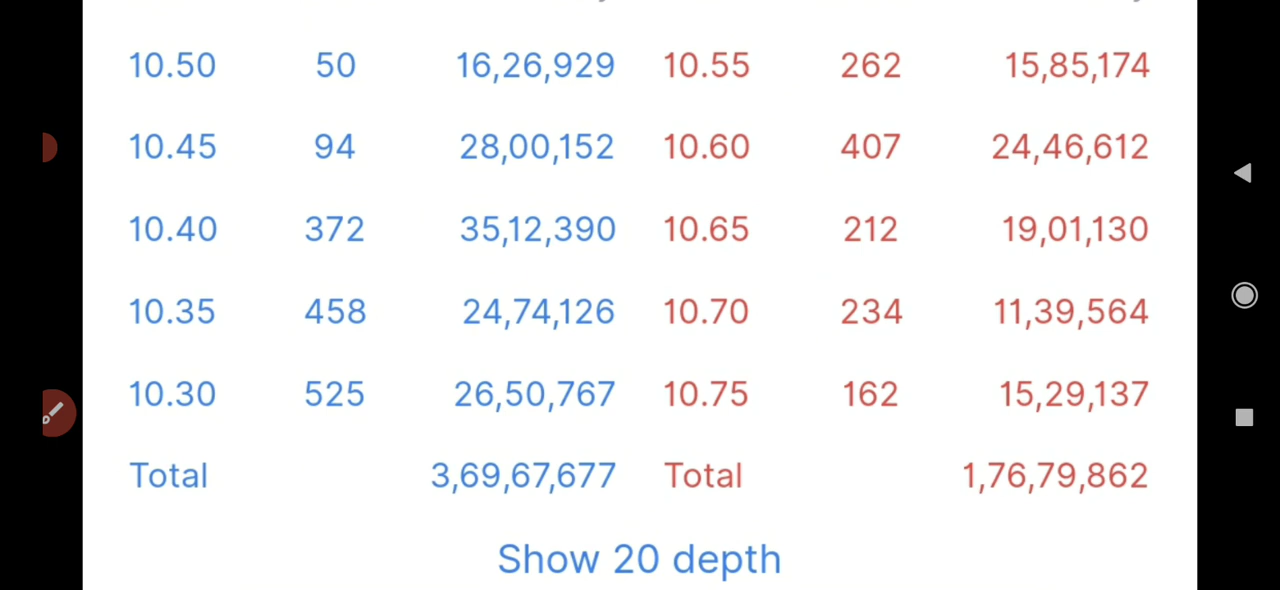 10.50 50 16,26,929 10.55 262 15,85,174
10.45 94 28,00,152 10.60 407 24,46,612
10.40 372 35,12,390 10.65 212 19,01,130
10.35 458 24,74,126 10.70 234 11,39,564
10.30 525 26,50,767 10.75 162 15,29,137
Total 3,69,67,677 Total 1,76,79,862
Show 20 depth